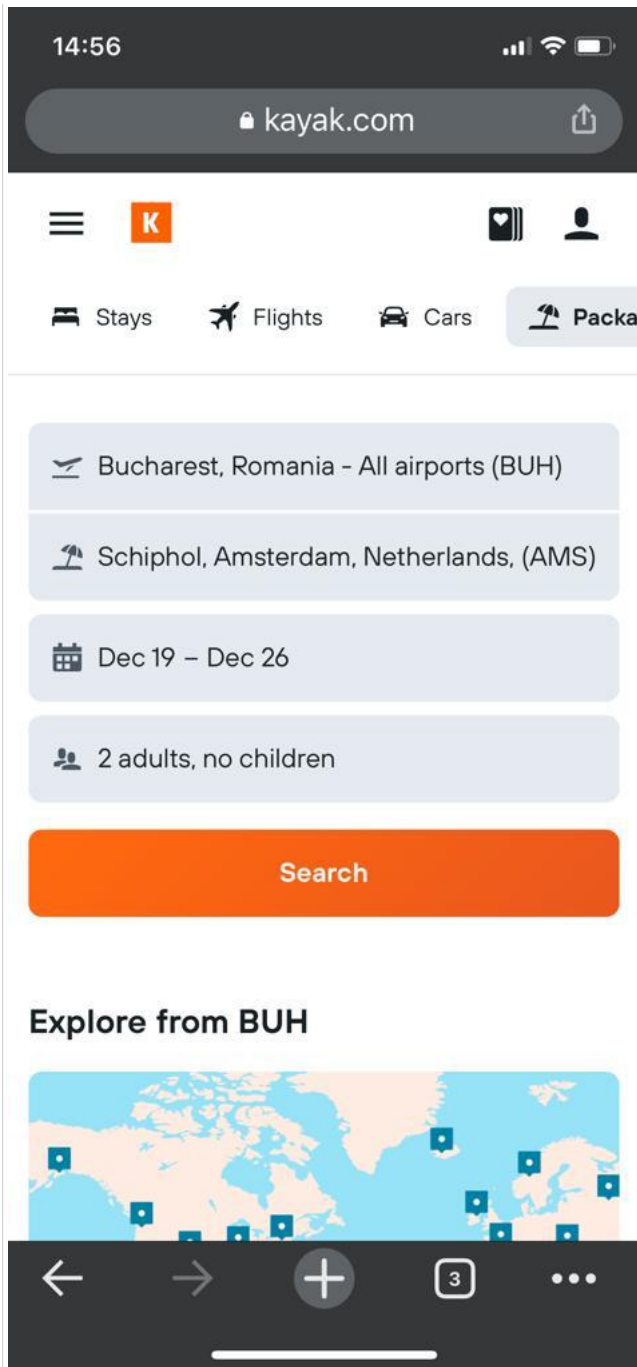 14:56
kayak.com
K
Stays Flights Cars Packa
Bucharest, Romania - All airports (BUH)
Schiphol, Amsterdam, Netherlands, (AMS)
Dec 19 – Dec 26
2 adults, no children
Search
Explore from BUH
3